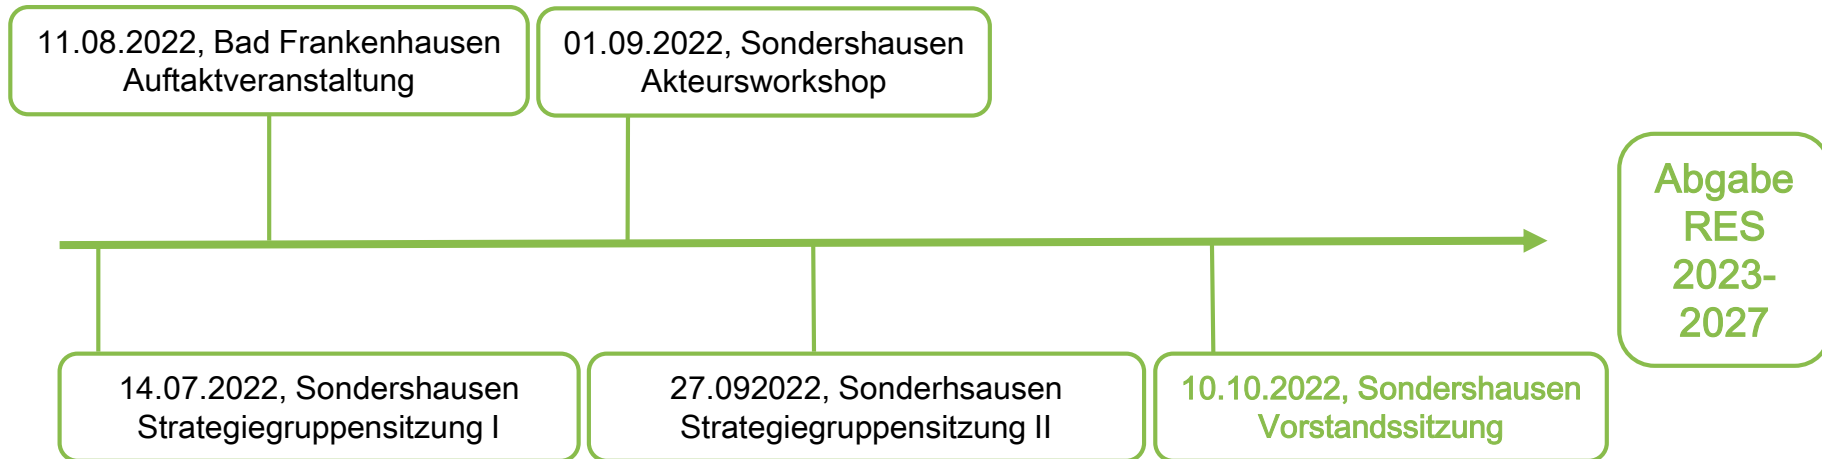 11.08.2022, Bad Frankenhausen
Auftaktveranstaltung
01.09.2022, Sondershausen
Akteursworkshop
Abgabe
RES
2023-
2027
14.07.2022, Sondershausen
Strategiegruppensitzung I
27.092022, Sonderhsausen
Strategiegruppensitzung II
10.10.2022, Sondershausen
Vorstandssitzung